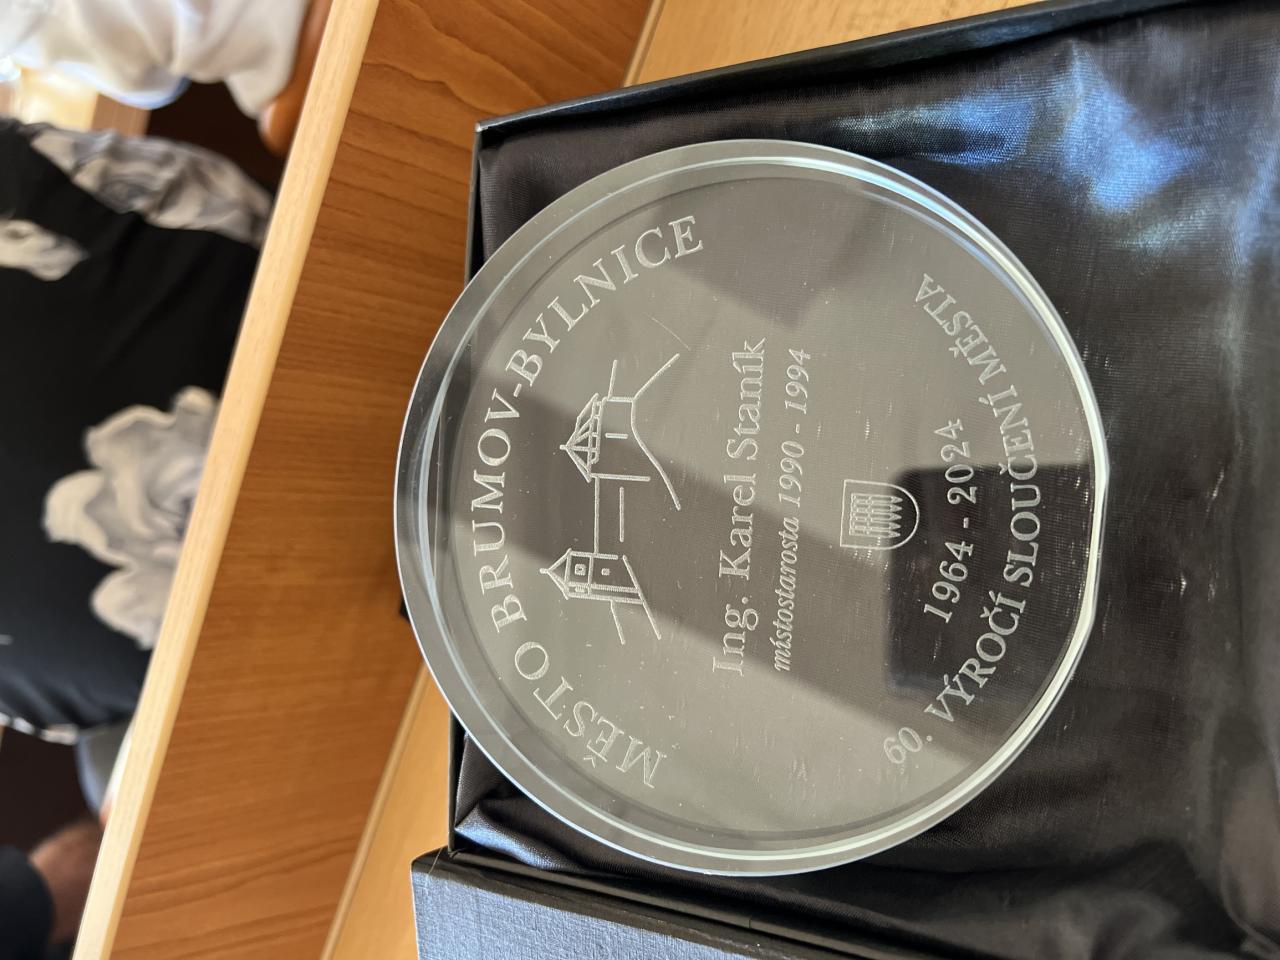 MĚSTO BRUMOV-BYLNICE
Ing. Karel Staník
místostarosta 1990 - 1994
1964 - 2024
60. VÝROČÍ SLOUČENÍ MĚSTA